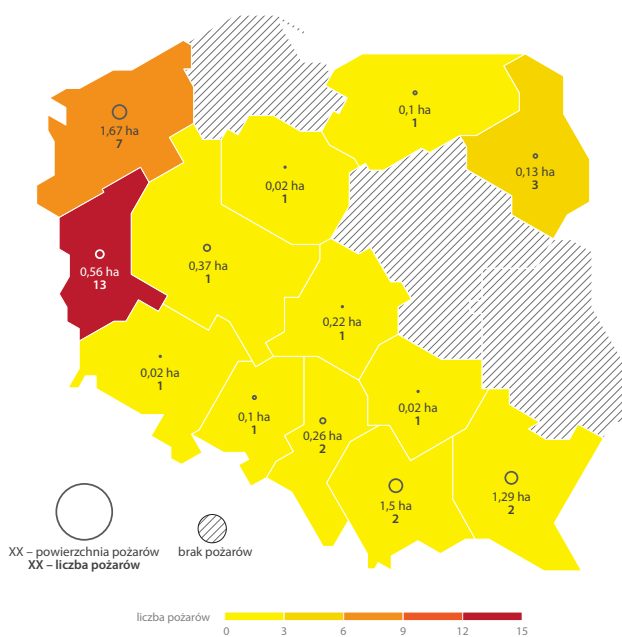 0,1 ha
1
1,67 ha
7
0,13 ha
3
0,02 ha
1
0,37 ha
1
0,56 ha
13
0,22 ha
1
0,02 ha
1
0,1 ha
1
0,02 ha
1
0,26 ha
2
1,5 ha
2
1,29 ha
2
XX – powierzchnia pożarów
XX – liczba pożarów
brak pożarów
liczba pożarów
0 3 6 9 12 15